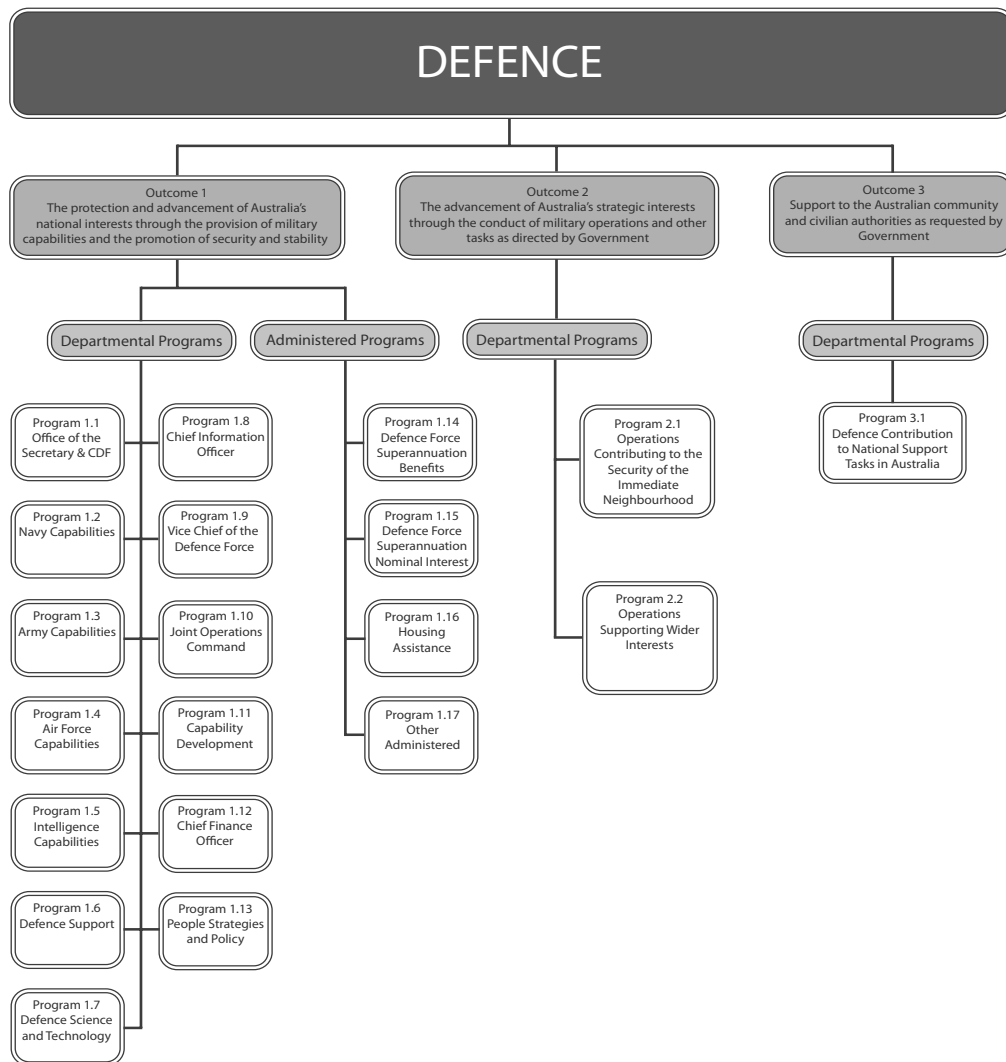 DEFENCE
Outcome 1
The protection and advancement of Australia's
national interests through the provision of military
capabilities and the promotion of security and stability
Outcome 2
The advancement of Australia's strategic interests
through the conduct of military operations and other
tasks as directed by Government
Outcome 3
Support to the Australian community
and civilian authorities as requested by
Government
Departmental Programs
Administered Programs
Departmental Programs
Departmental Programs
Program 1.1
Office of the
Secretary & CDF
Program 1.2
Navy Capabilities
Program 1.3
Army Capabilities
Program 1.4
Air Force
Capabilities
Program 1.5
Intelligence
Capabilities
Program 1.6
Defence Support
Program 1.7
Defence Science
and Technology
Program 1.8
Chief Information
Officer
Program 1.9
Vice Chief of the
Defence Force
Program 1.10
Joint Operations
Command
Program 1.11
Capability
Development
Program 1.12
Chief Finance
Officer
Program 1.13
People Strategies
and Policy
Program 1.14
Defence Force
Superannuation
Benefits
Program 1.15
Defence Force
Superannuation
Nominal Interest
Program 1.16
Housing
Assistance
Program 1.17
Other
Administered
Program 2.1
Operations
Contributing to the
Security of the
Immediate
Neighbourhood
Program 2.2
Operations
Supporting Wider
Interests
Program 3.1
Defence Contribution
to National Support
Tasks in Australia